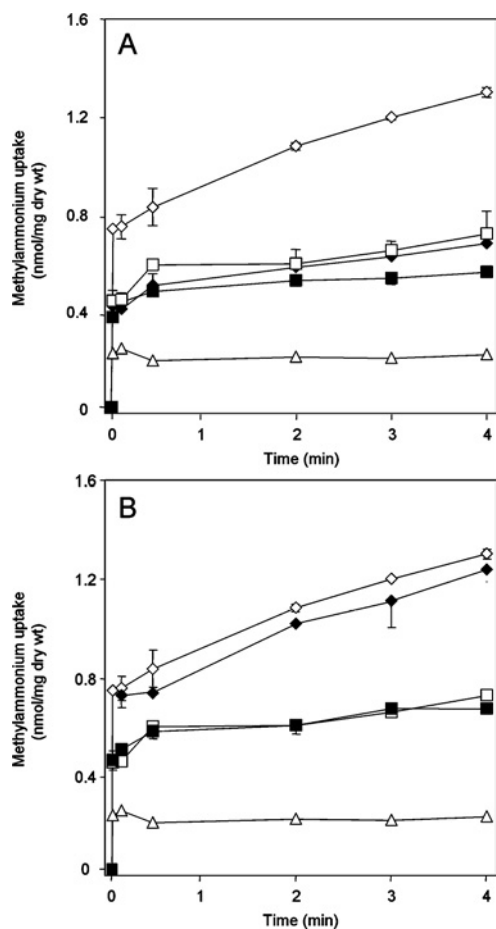 A
Methylammonium uptake
(nmol/mg dry wt)
1.6
1.2
0.8
0.4
0
0
1
2
3
4
Time (min)
B
Methylammonium uptake
(nmol/mg dry wt)
1.6
1.2
0.8
0.4
0
0
1
2
3
4
Time (min)